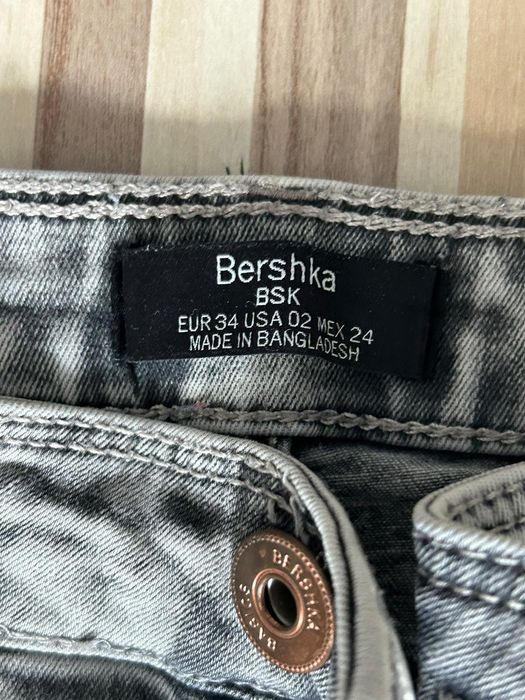 Bershka
BSK
EUR 34 USA 02 MEX 24
MADE IN BANGLADESH
BERSHKA
BASICS